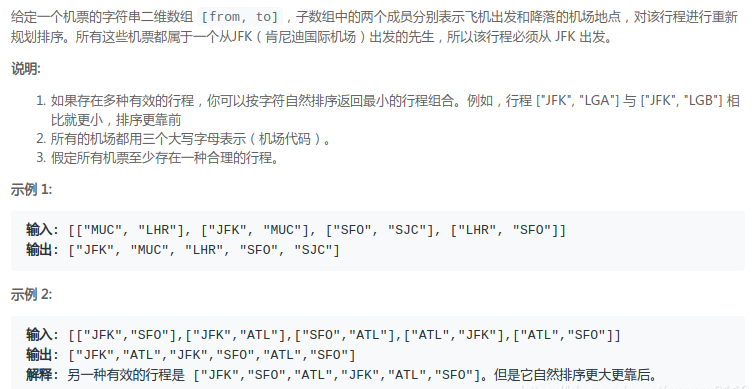 给定一个机票的字符串二维数组 [from, to]，子数组中的两个成员分别表示飞机出发和降落的机场地点，对该行程进行重新
规划排序。所有这些机票都属于一个从JFK（肯尼迪国际机场）出发的先生，所以该行程必须从 JFK 出发。
说明:
1. 如果存在多种有效的行程，你可以按字符自然排序返回最小的行程组合。例如，行程 ["JFK", "LGA"] 与 ["JFK", "LGB"] 相
比就更小，排序更靠前
2. 所有的机场都用三个大写字母表示（机场代码）。
3. 假定所有机票至少存在一种合理的行程。
示例 1:
输入: [["MUC", "LHR"], ["JFK", "MUC"], ["SFO", "SJC"], ["LHR", "SFO"]]
输出: ["JFK", "MUC", "LHR", "SFO", "SJC"]
示例 2:
输入: [["JFK","SFO"],["JFK","ATL"],["SFO","ATL"],["ATL","JFK"],["ATL","SFO"]]
输出: ["JFK","ATL","JFK","SFO","ATL","SFO"]
解释: 另一种有效的行程是 ["JFK","SFO","ATL","JFK","ATL","SFO"]。但是它自然排序更大更靠后。